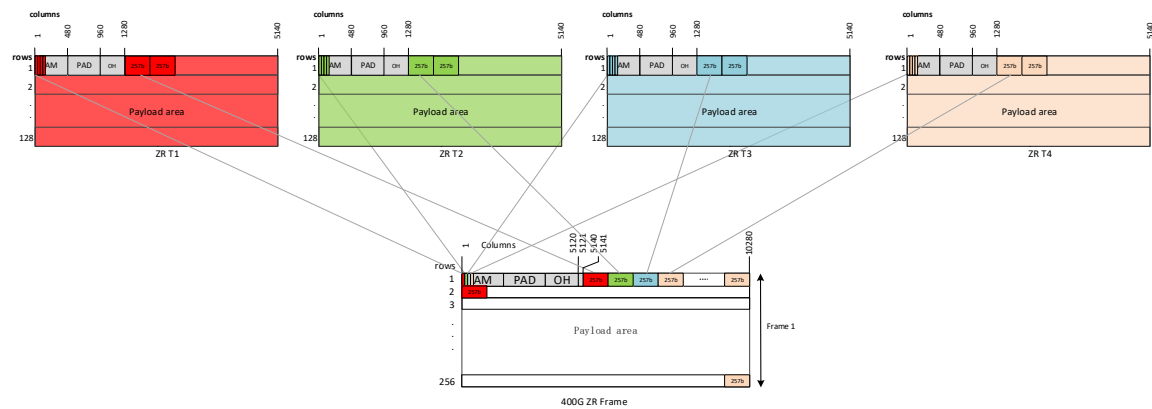 columns
1 480 960 1280 5140
rows
1 AM PAD OH 257b 257b
2
. Payload area
.
128
ZR T1
columns
1 480 960 1280 5140
rows
1 AM PAD OH 257b 257b
2
. Payload area
.
128
ZR T2
columns
1 480 960 1280 5140
rows
1 AM PAD OH 257b 257b
2
. Payload area
.
128
ZR T3
columns
1 480 960 1280 5140
rows
1 AM PAD OH 257b 257b
2
. Payload area
.
128
ZR T4
1 Columns 5120 5121 5140 5141 10280
rows
1 AM PAD OH 257b 257b 257b 257b .... 257b
2 257b
3
. Payload area
.
.
256 257b
Frame 1
400G ZR Frame